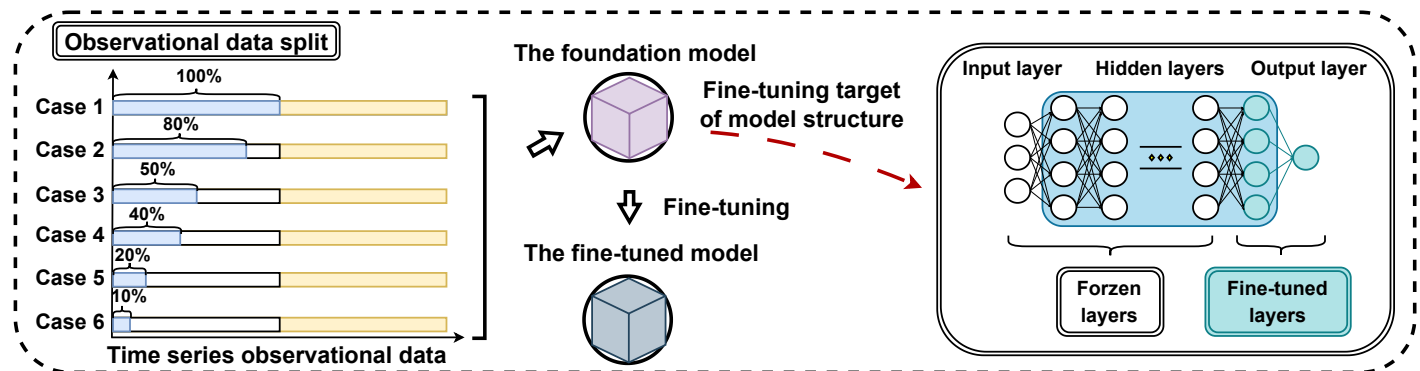 Observational data split
100%
Case 1
80%
Case 2
50%
Case 3
40%
Case 4
20%
Case 5
10%
Case 6
Time series observational data
The foundation model
Fine-tuning
The fine-tuned model
Fine-tuning target
of model structure
Input layer
Hidden layers
Output layer
Forzen
layers
Fine-tuned
layers